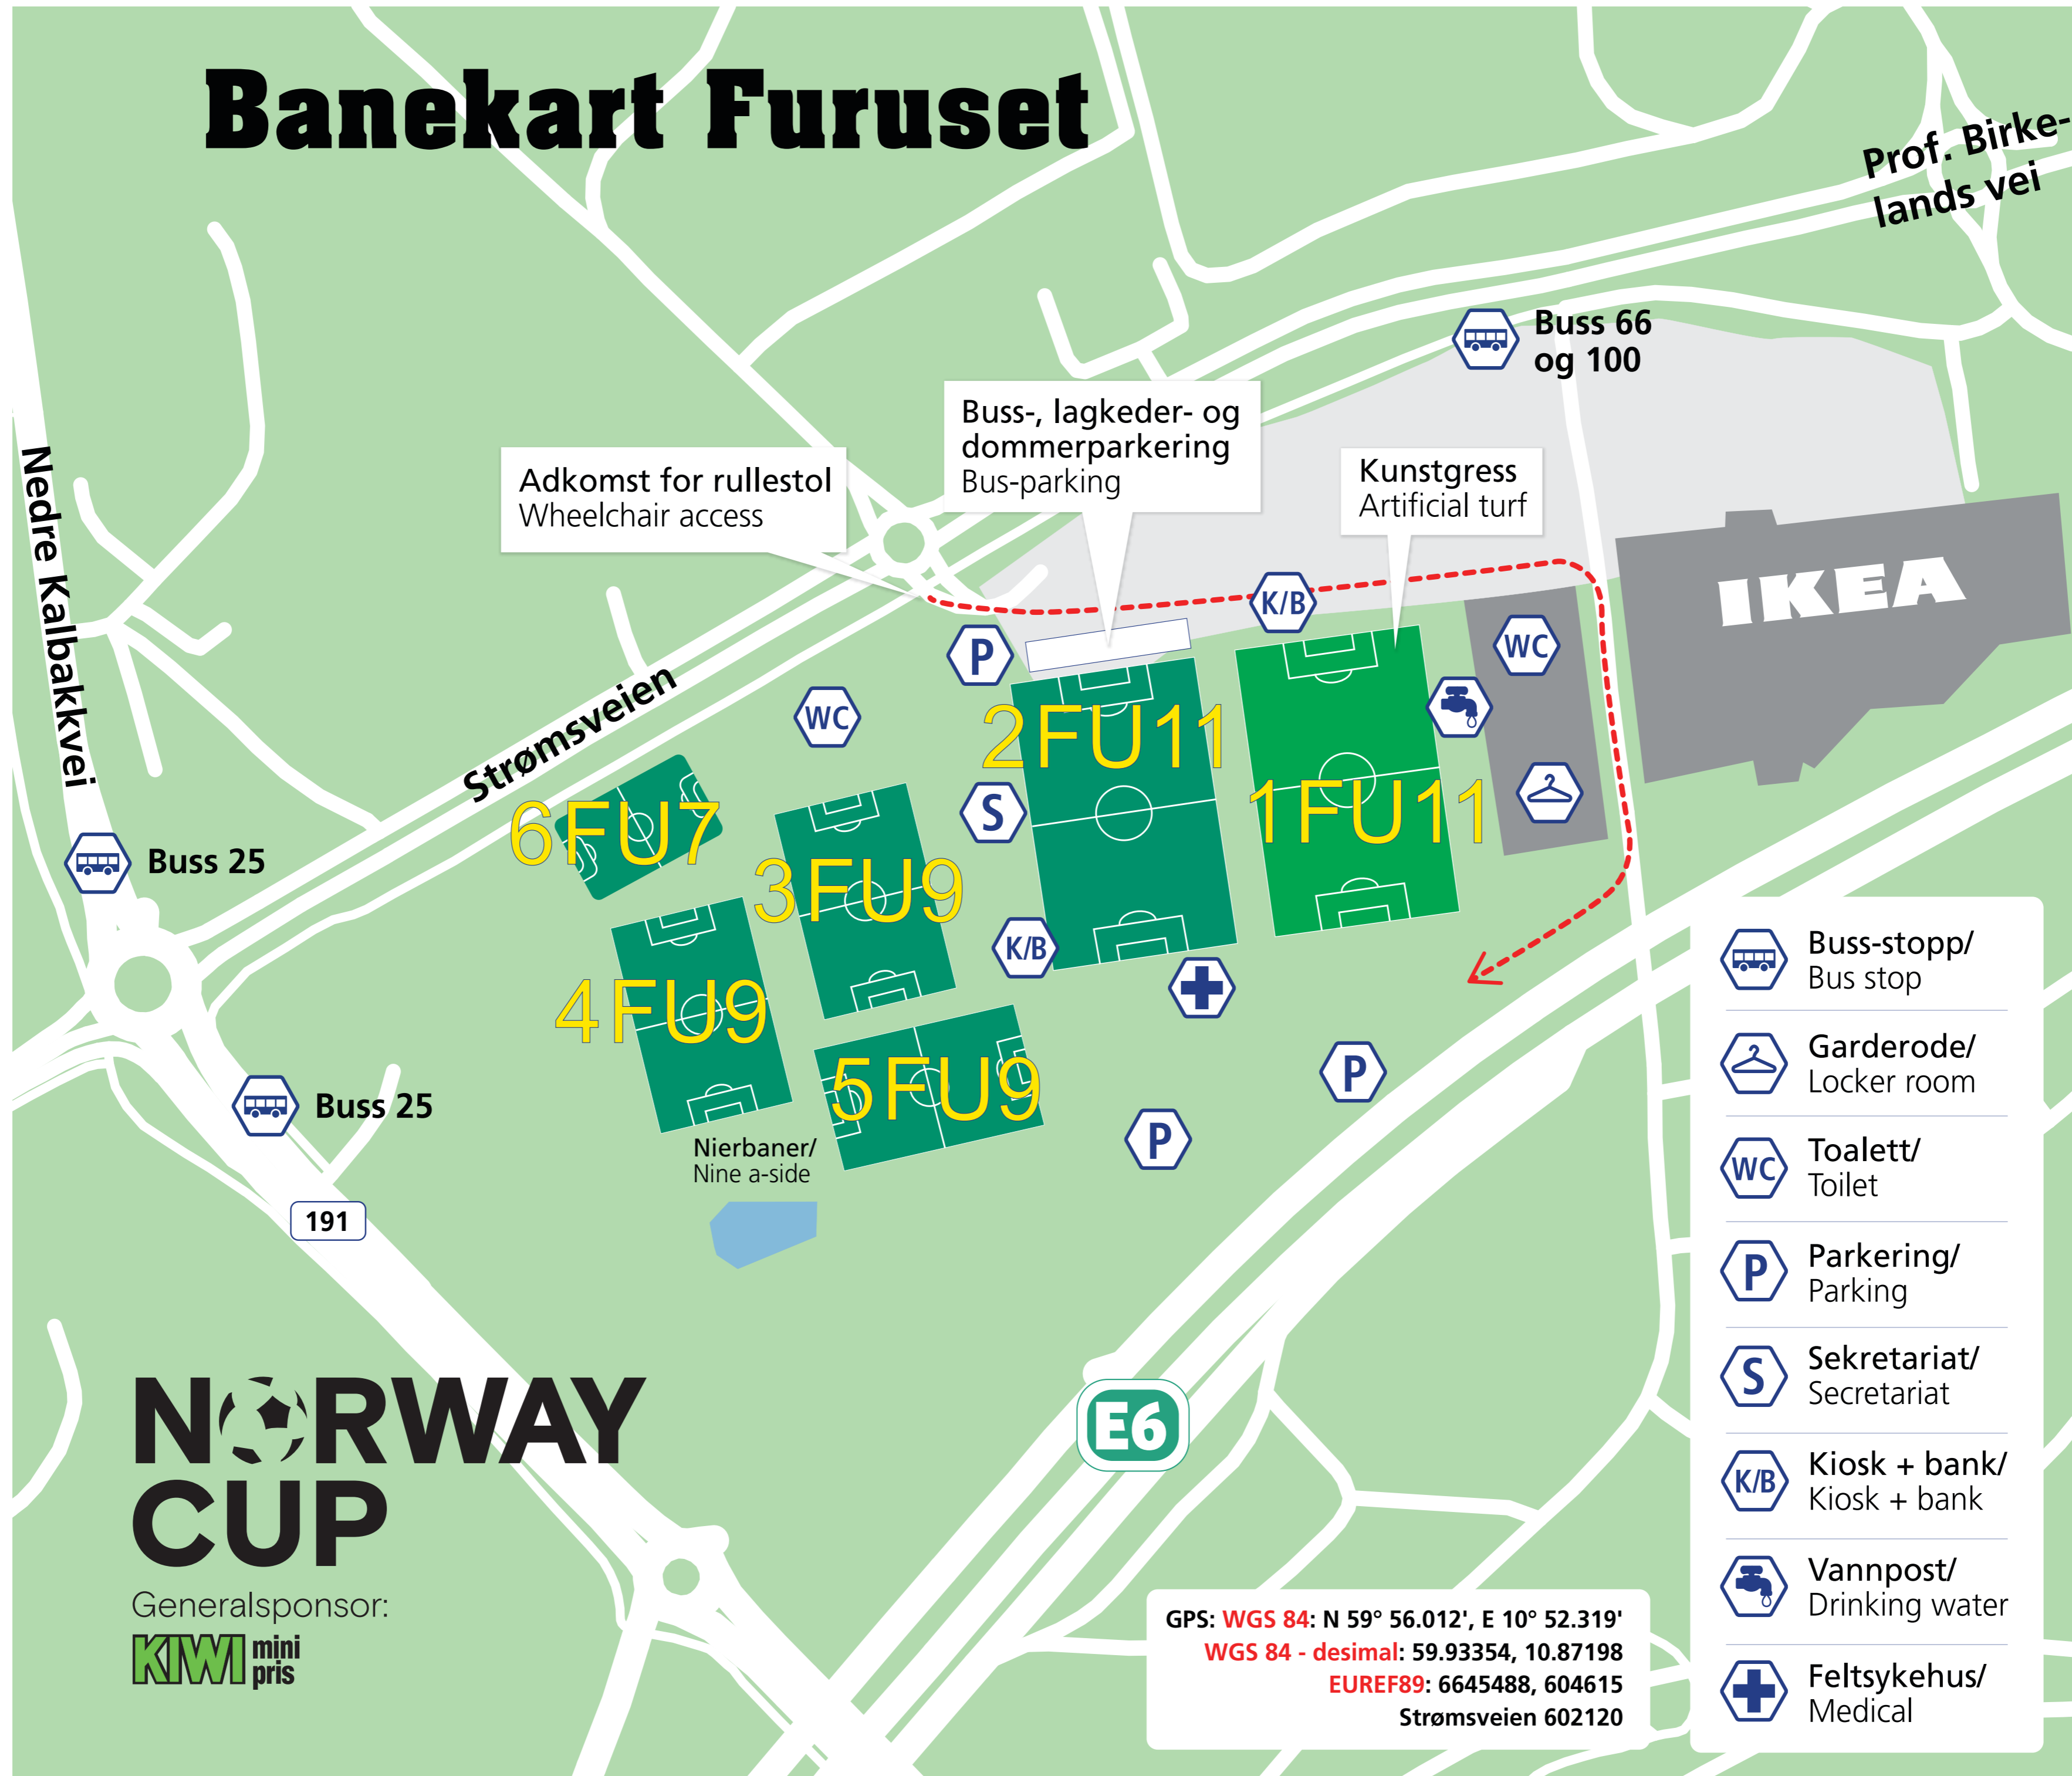 Banekart Furuset
Prof. Birke-
lands vei
Buss 66
og 100
Buss-, lagkeder- og
dommerparkering
Bus-parking
Adkomst for rullestol
Wheelchair access
Kunstgress
Artificial turf
Nedre Kalbakkvei
Strømsveien
IKEA
K/B
P
WC
WC
2FU11
1FU11
S
6FU7
3FU9
Buss 25
K/B
4FU9
5FU9
P
P
Buss 25
Nierbaner/
Nine a-side
191
E6
Buss-stopp/
Bus stop
Garderode/
Locker room
WC
Toalett/
Toilet
P
Parkering/
Parking
S
Sekretariat/
Secretariat
K/B
Kiosk + bank/
Kiosk + bank
Vannpost/
Drinking water
Feltsykehus/
Medical
NORWAY
CUP
Generalsponsor:
KIWI mini
pris
GPS: WGS 84: N 59° 56.012', E 10° 52.319'
WGS 84 - desimal: 59.93354, 10.87198
EUREF89: 6645488, 604615
Strømsveien 602120